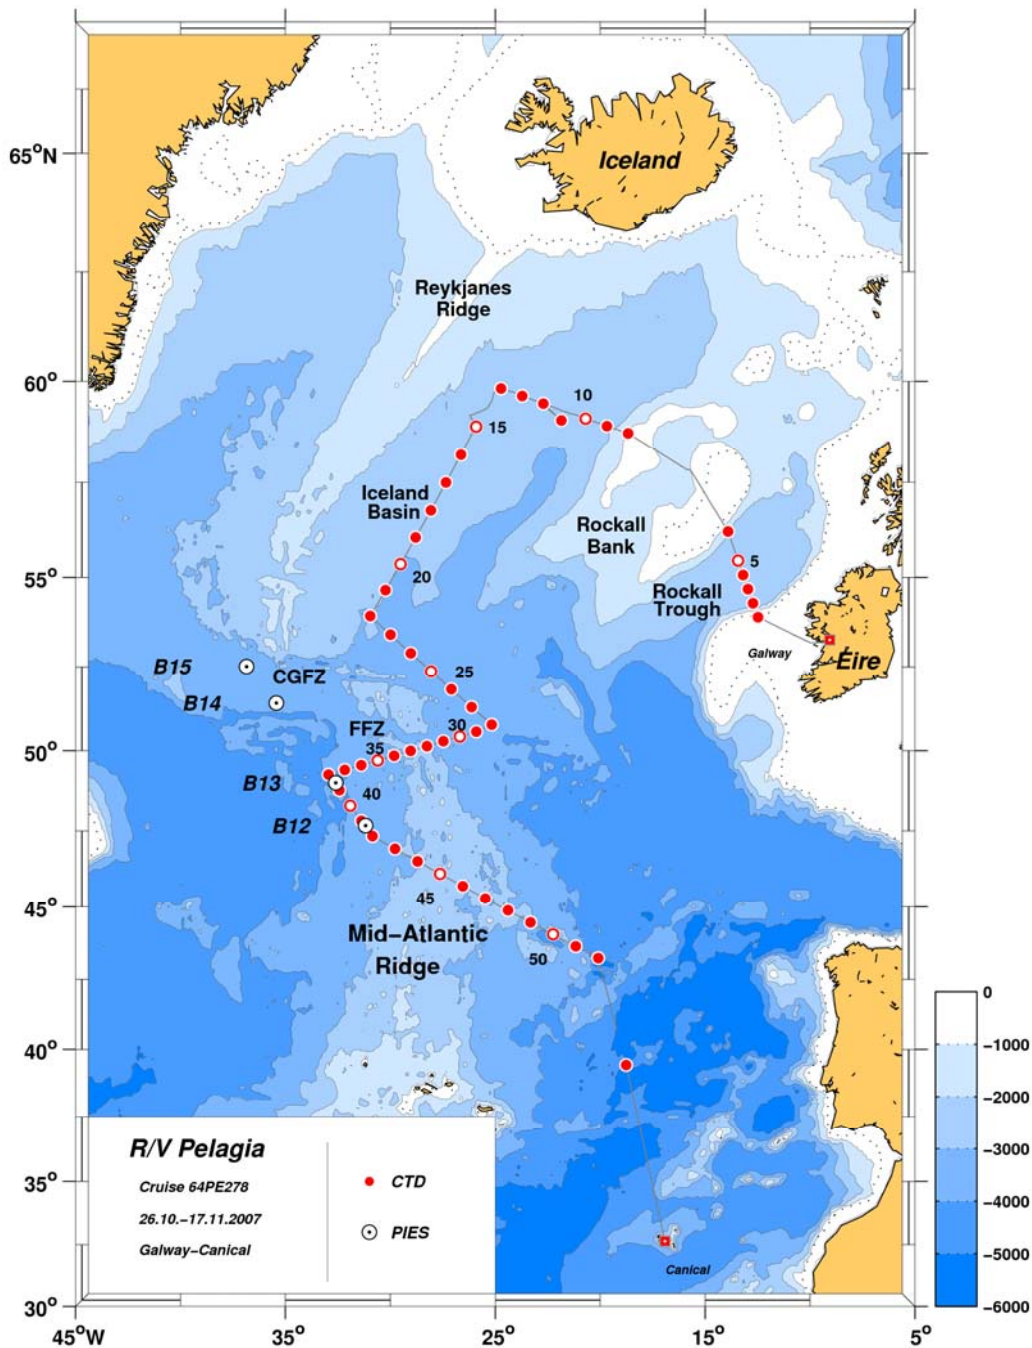 65°N
Iceland
Reykjanes
Ridge
60°
10
15
Iceland
Basin
Rockall
Bank
5
20
55°
Rockall
Trough
Galway
Éire
B15
CGFZ
25
B14
30
FFZ
50°
35
B13
40
B12
45
45°
Mid-Atlantic
Ridge
50
40°
0
-1000
-2000
-3000
-4000
-5000
-6000
R/V Pelagia
Cruise 64PE278
26.10.-17.11.2007
Galway-Canical
CTD
PIES
35°
Canical
30°
45°W
35°
25°
15°
5°